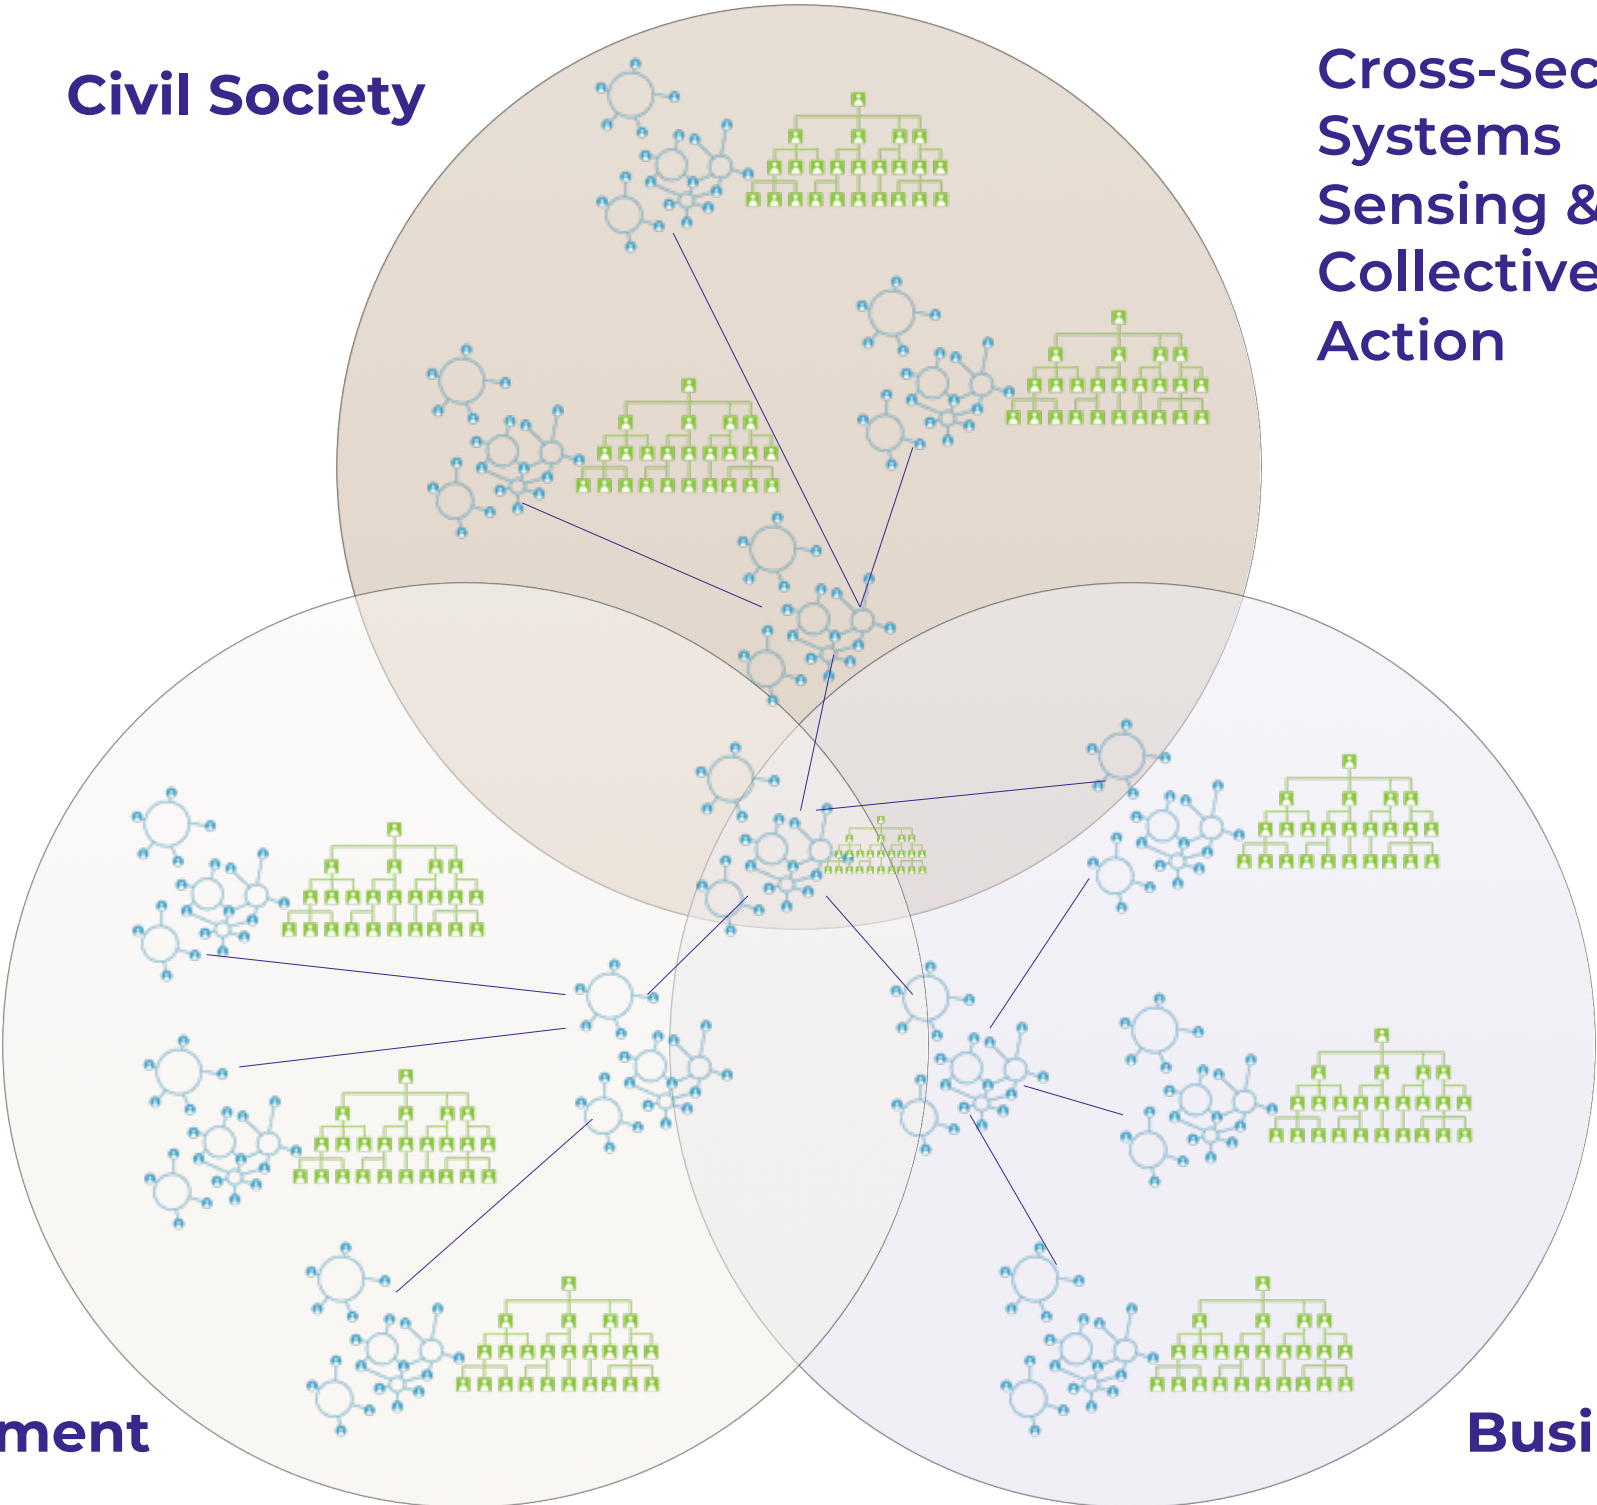 Civil Society
Cross-Sec
Systems
Sensing &
Collective
Action
ment
Busi